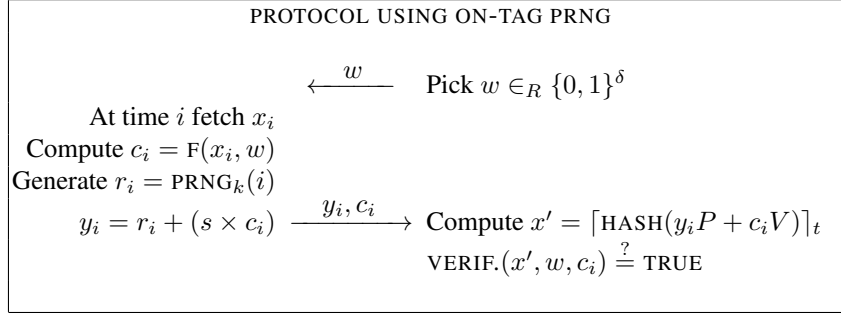 PROTOCOL USING ON-TAG PRNG
w
Pick w ∈_R {0, 1}^δ
At time i fetch x_i
Compute c_i = F(x_i, w)
Generate r_i = PRNG_k(i)
y_i = r_i + (s × c_i)
y_i, c_i
Compute x′ = ⌈HASH(y_iP + c_iV)⌉_t
VERIF.(x′, w, c_i) ≟ TRUE